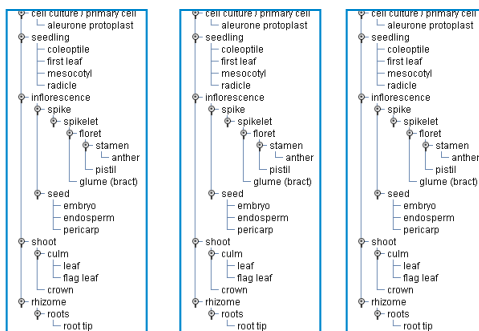 cell culture / primary cell
aleurone protoplast
seedling
coleoptile
first leaf
mesocotyl
radicle
inflorescence
spike
spikelet
floret
stamen
anther
pistil
glume (bract)
seed
embryo
endosperm
pericarp
shoot
culm
leaf
flag leaf
crown
rhizome
roots
root tip
cell culture / primary cell
aleurone protoplast
seedling
coleoptile
first leaf
mesocotyl
radicle
inflorescence
spike
spikelet
floret
stamen
anther
pistil
glume (bract)
seed
embryo
endosperm
pericarp
shoot
culm
leaf
flag leaf
crown
rhizome
roots
root tip
cell culture / primary cell
aleurone protoplast
seedling
coleoptile
first leaf
mesocotyl
radicle
inflorescence
spike
spikelet
floret
stamen
anther
pistil
glume (bract)
seed
embryo
endosperm
pericarp
shoot
culm
leaf
flag leaf
crown
rhizome
roots
root tip